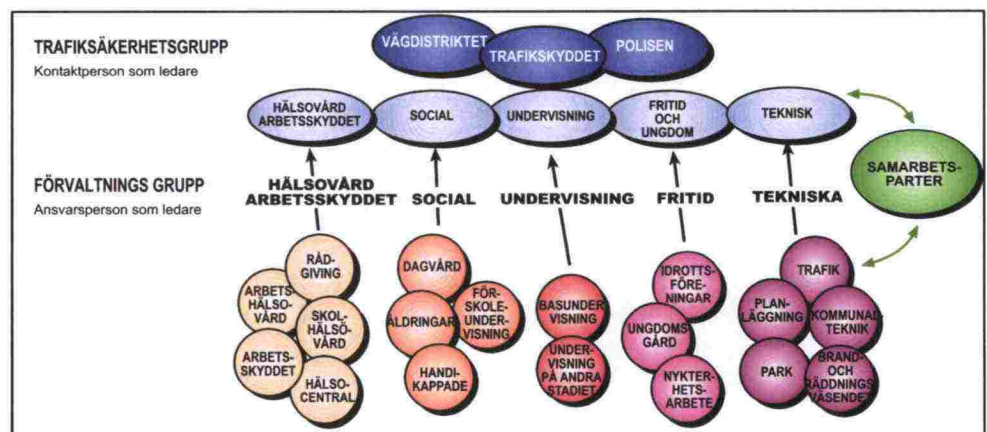 TRAFIKSÄKERHETSGRUPP
Kontaktperson som ledare
VÄGDISTRIKTET
TRAFIKSKYDDET
POLISEN
HÄLSOVÅRD
ARBETSSKYDDET
SOCIAL
UNDERVISNING
FRITID
OCH
UNGDOM
TEKNISK
SAMARBETS-
PARTER
FÖRVALTNINGS GRUPP
Ansvarsperson som ledare
HÄLSOVÅRD
ARBETSSKYDDET
SOCIAL
UNDERVISNING
FRITID
TEKNISKA
RÅD-
GIVING
ARBETS
HÄLSO-
VÅRD
SKOL-
HÄLSÖ-
VÅRD
ARBETS-
SKYDDET
HÄLSO-
CENTRAL
DAGVÅRD
FÖR-
SKOLE-
UNDER-
VISNING
ÅLDRINGAR
HANDI-
KAPPADE
BASUNDER
VISNING
UNDER-
VISNING
PÅ ANDRA
STADIET
IDROTTS-
FÖRE-
NINGAR
UNGDOMS
GÅRD
NYKTER-
HETS-
ARBETE
TRAFIK
PLAN-
LÄGGNING
KOMMUNAL-
TEKNIK
PARK
BRAND-
OCH
RÄDDNINGS
VÄSENDET